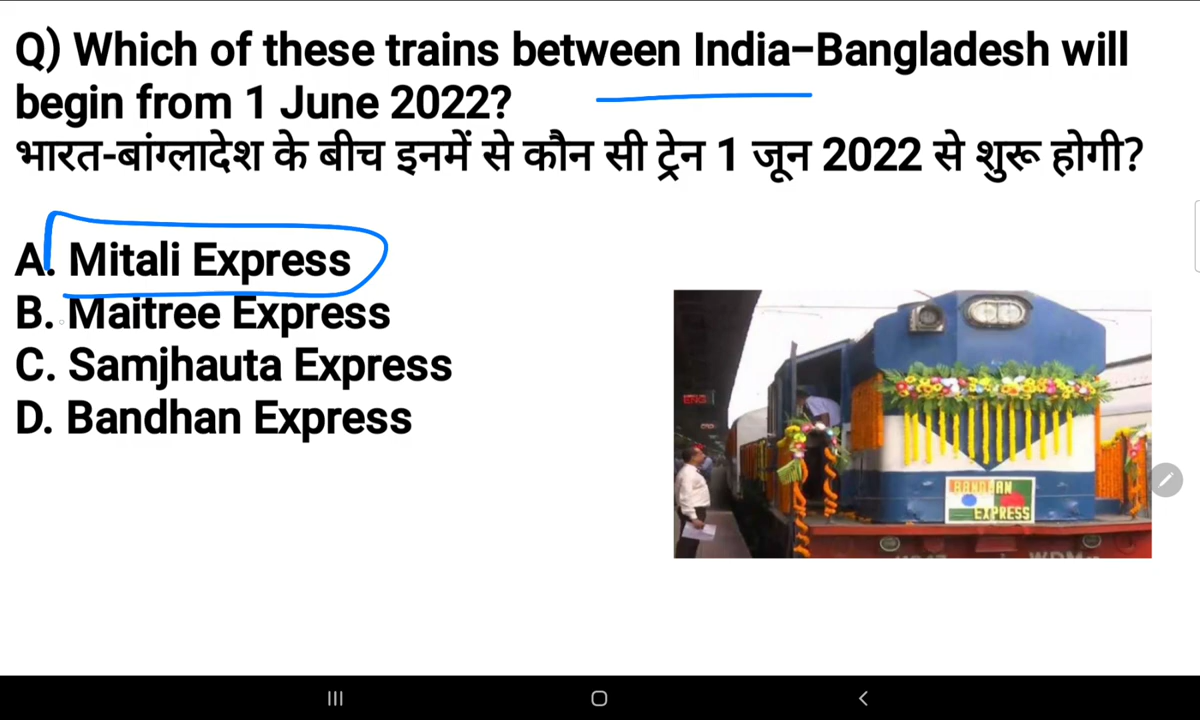 Q) Which of these trains between India-Bangladesh will
begin from 1 June 2022?
भारत-बांग्लादेश के बीच इनमें से कौन सी ट्रेन 1 जून 2022 से शुरू होगी?
A. Mitali Express
B. Maitree Express
C. Samjhauta Express
D. Bandhan Express
BANDHAN
EXPRESS